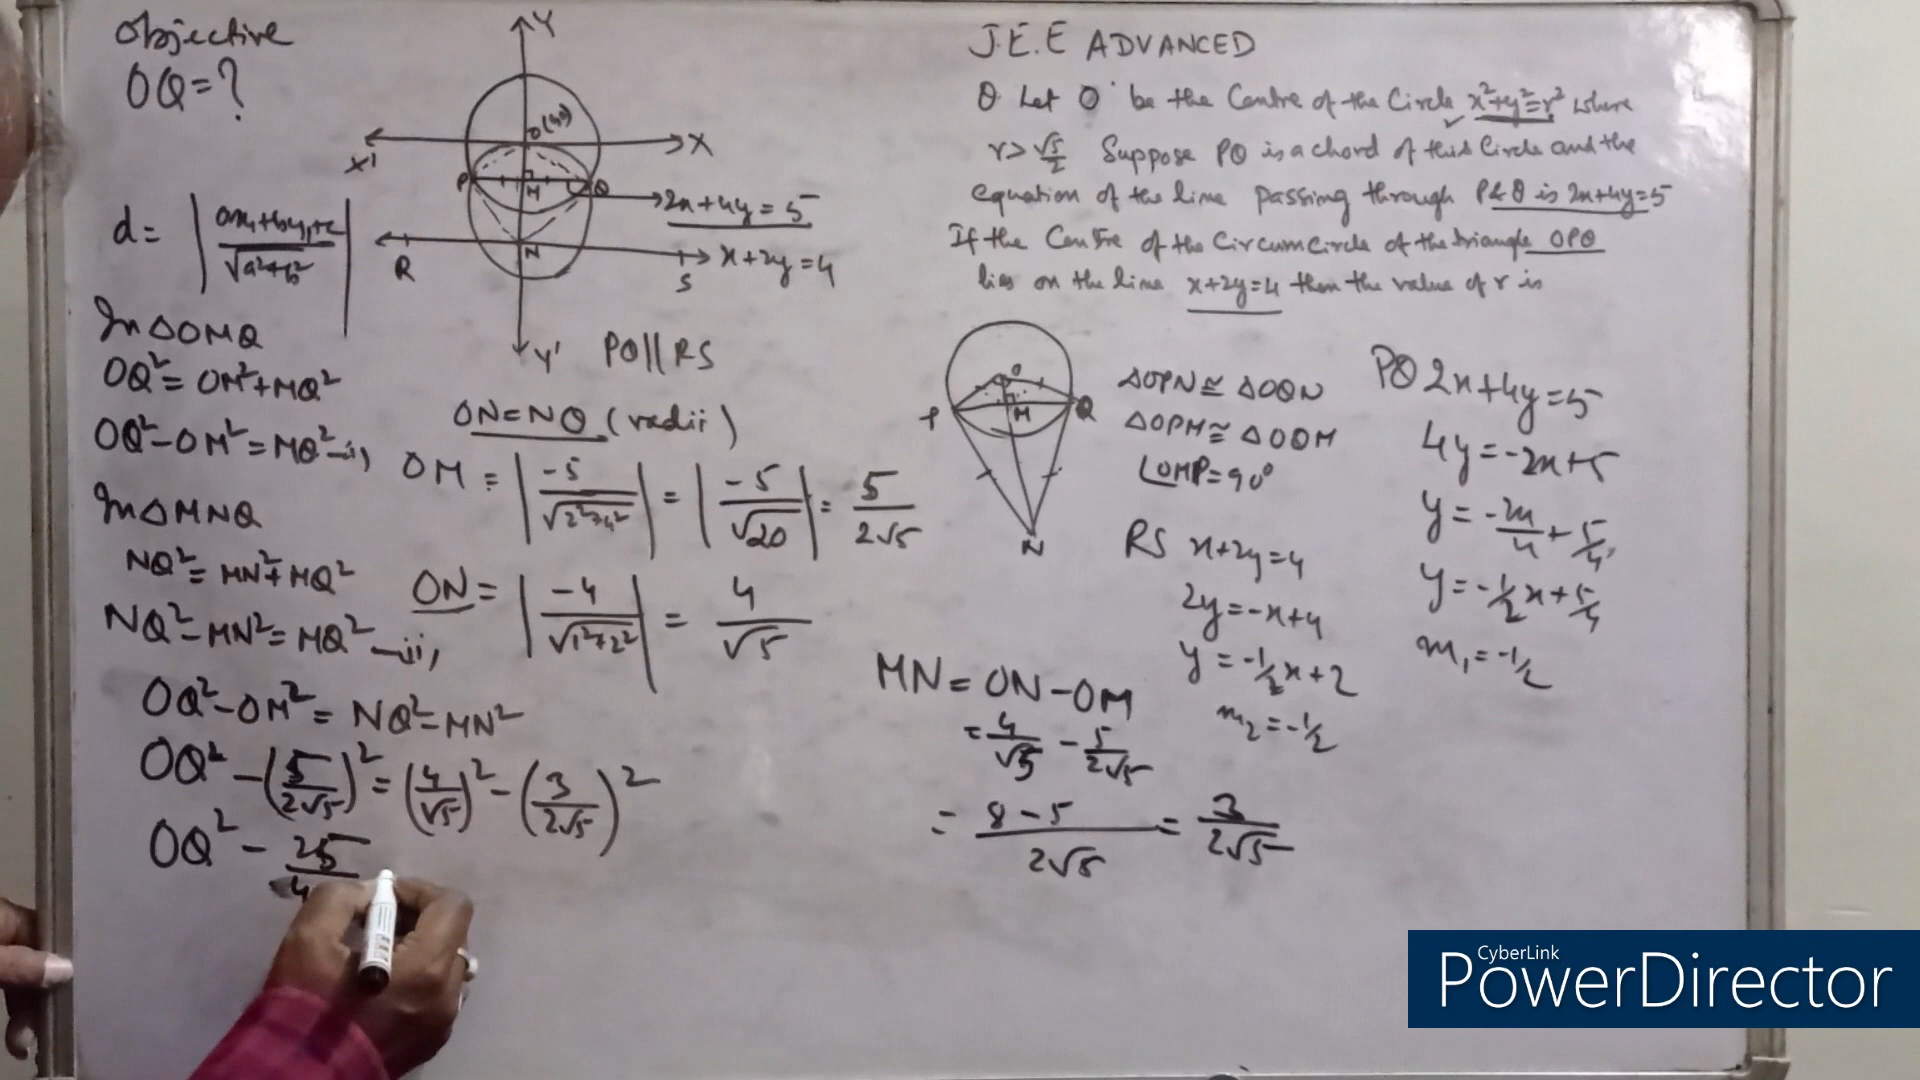 Objective
OQ=?
Y
O(0,0)
X'
X
P
M
Q
2x+4y=5
R
N
S
x+2y=4
Y'
d= |ax₁+by₁+c / √a²+b²|
PQ||RS
In △OMQ
OQ²=OM²+MQ²
OQ²-OM²=MQ²-i,
In △MNQ
NQ²=MN²+MQ²
NQ²-MN²=MQ²-ii,
OQ²-OM²=NQ²-MN²
OQ²-(5/2√5)²=(4/√5)²-(3/2√5)²
OQ²-25/4
ON=NQ (radii)
OM=|-5/√2²+4²|=|-5/√20|=5/2√5
ON=|-4/√1²+2²|=4/√5
J.E.E ADVANCED
Q Let O be the Centre of the Circle x²+y²=r² where
r>√5/2 Suppose PQ is a chord of this Circle and the
equation of the line passing through P&Q is 2x+4y=5
If the Centre of the Circumcircle of the triangle OPQ
lies on the line x+2y=4 then the value of r is
O
P
M
Q
N
△OPN≅△OQN
△OPM≅△OQM
∠OMP=90°
RS x+2y=4
2y=-x+4
y=-1/2x+2
m₂=-1/2
PQ 2x+4y=5
4y=-2x+5
y=-2x/4+5/4
y=-1/2x+5/4
m₁=-1/2
MN=ON-OM
=4/√5-5/2√5
=8-5/2√5=3/2√5
CyberLink
PowerDirector